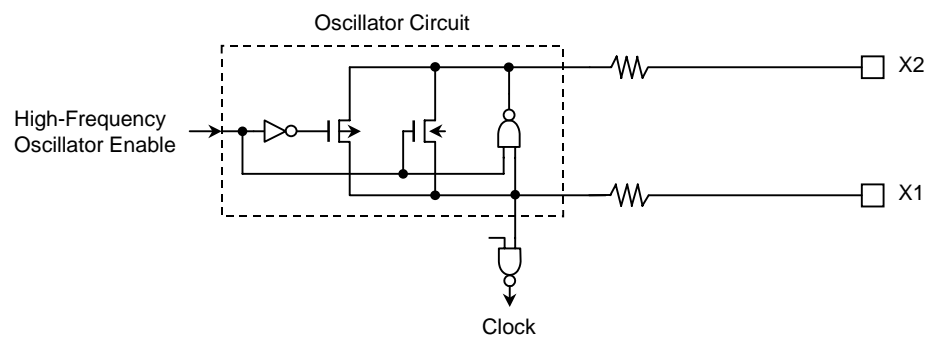 Oscillator Circuit
X2
High-Frequency
Oscillator Enable
X1
Clock